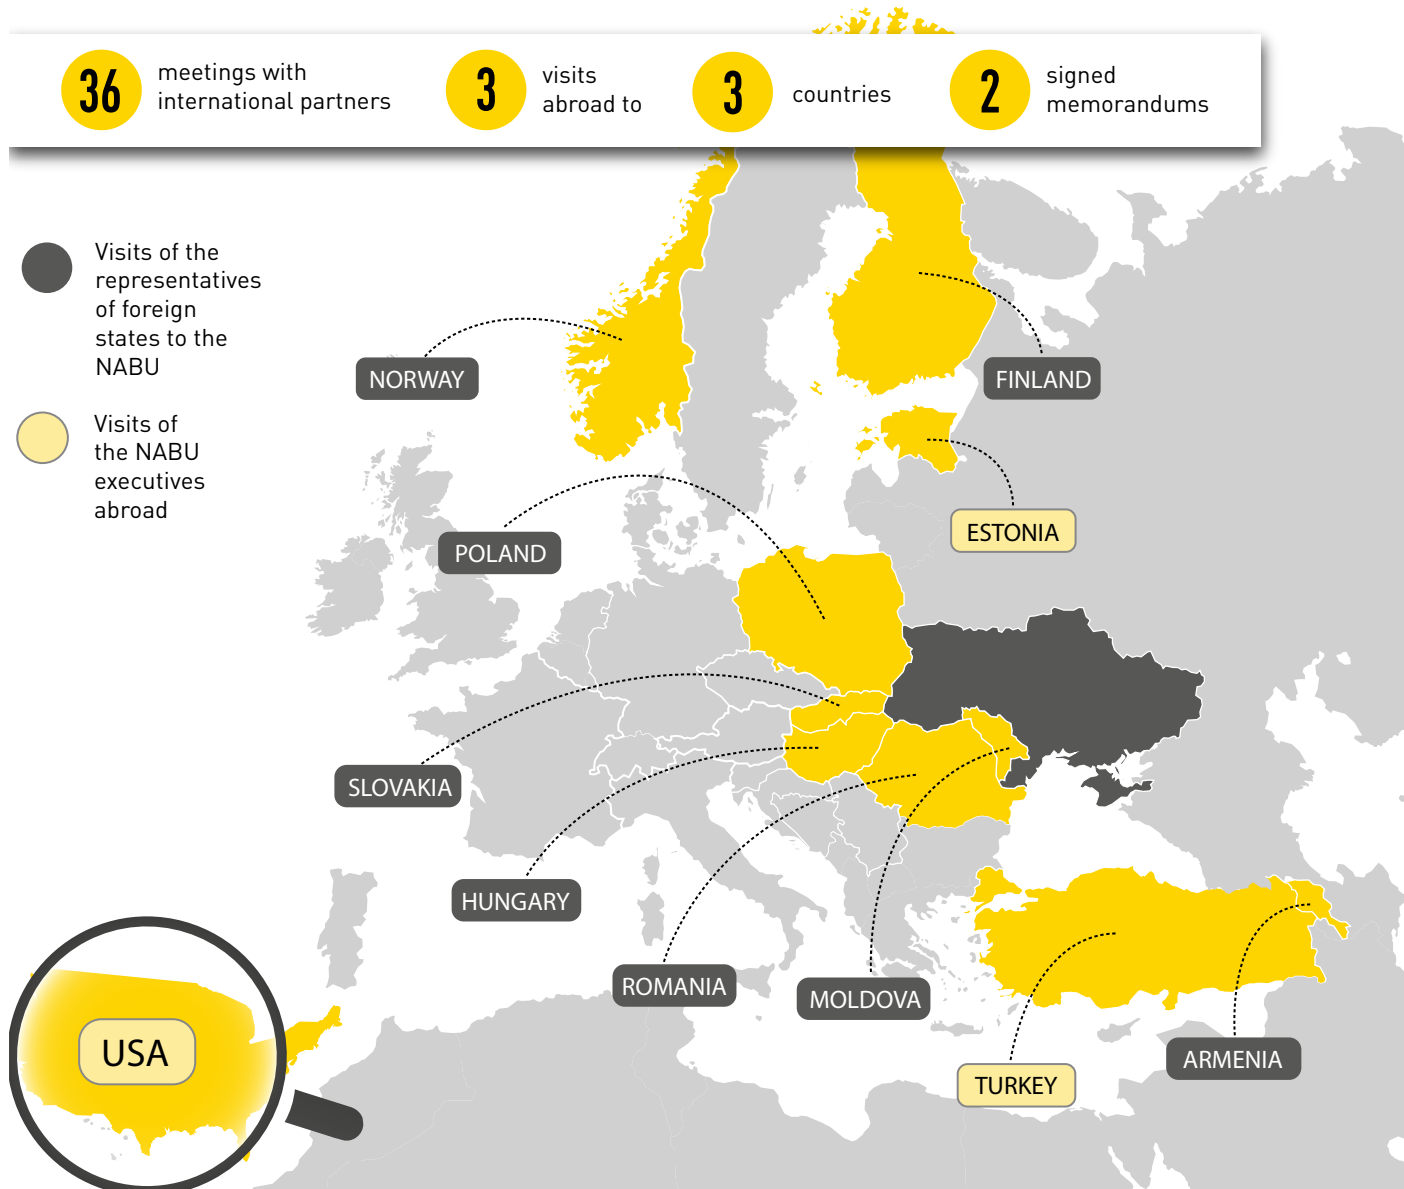 36
meetings with
international partners
3
visits
abroad to
3
countries
2
signed
memorandums
Visits of the
representatives
of foreign
states to the
NABU
Visits of
the NABU
executives
abroad
NORWAY
FINLAND
ESTONIA
POLAND
SLOVAKIA
HUNGARY
ROMANIA
MOLDOVA
USA
ARMENIA
TURKEY